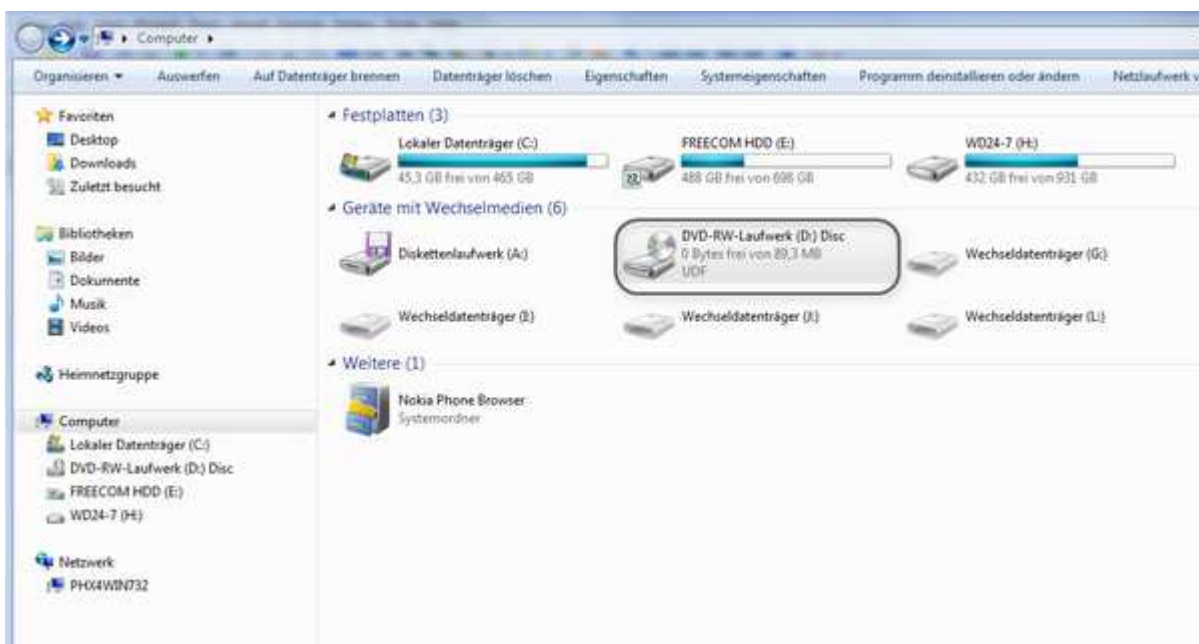 Computer
Organisieren
Auswerfen
Auf Datenträger brennen
Datenträger löschen
Eigenschaften
Systemeigenschaften
Programm deinstallieren oder ändern
Netzlaufwerk v
Favoriten
Desktop
Downloads
Zuletzt besucht
Bibliotheken
Bilder
Dokumente
Musik
Videos
Heimnetzgruppe
Computer
Lokaler Datenträger (C:)
DVD-RW-Laufwerk (D:) Disc
FREECOM HDD (E:)
WD24-7 (H:)
Netzwerk
PHX4WIN732
Festplatten (3)
Lokaler Datenträger (C:)
45,3 GB frei von 465 GB
FREECOM HDD (E:)
488 GB frei von 698 GB
WD24-7 (H:)
432 GB frei von 931 GB
Geräte mit Wechselmedien (6)
Diskettenlaufwerk (A:)
DVD-RW-Laufwerk (D:) Disc
0 Bytes frei von 89,3 MB
UDF
Wechseldatenträger (G:)
Wechseldatenträger (I:)
Wechseldatenträger (J:)
Wechseldatenträger (L:)
Weitere (1)
Nokia Phone Browser
Systemordner